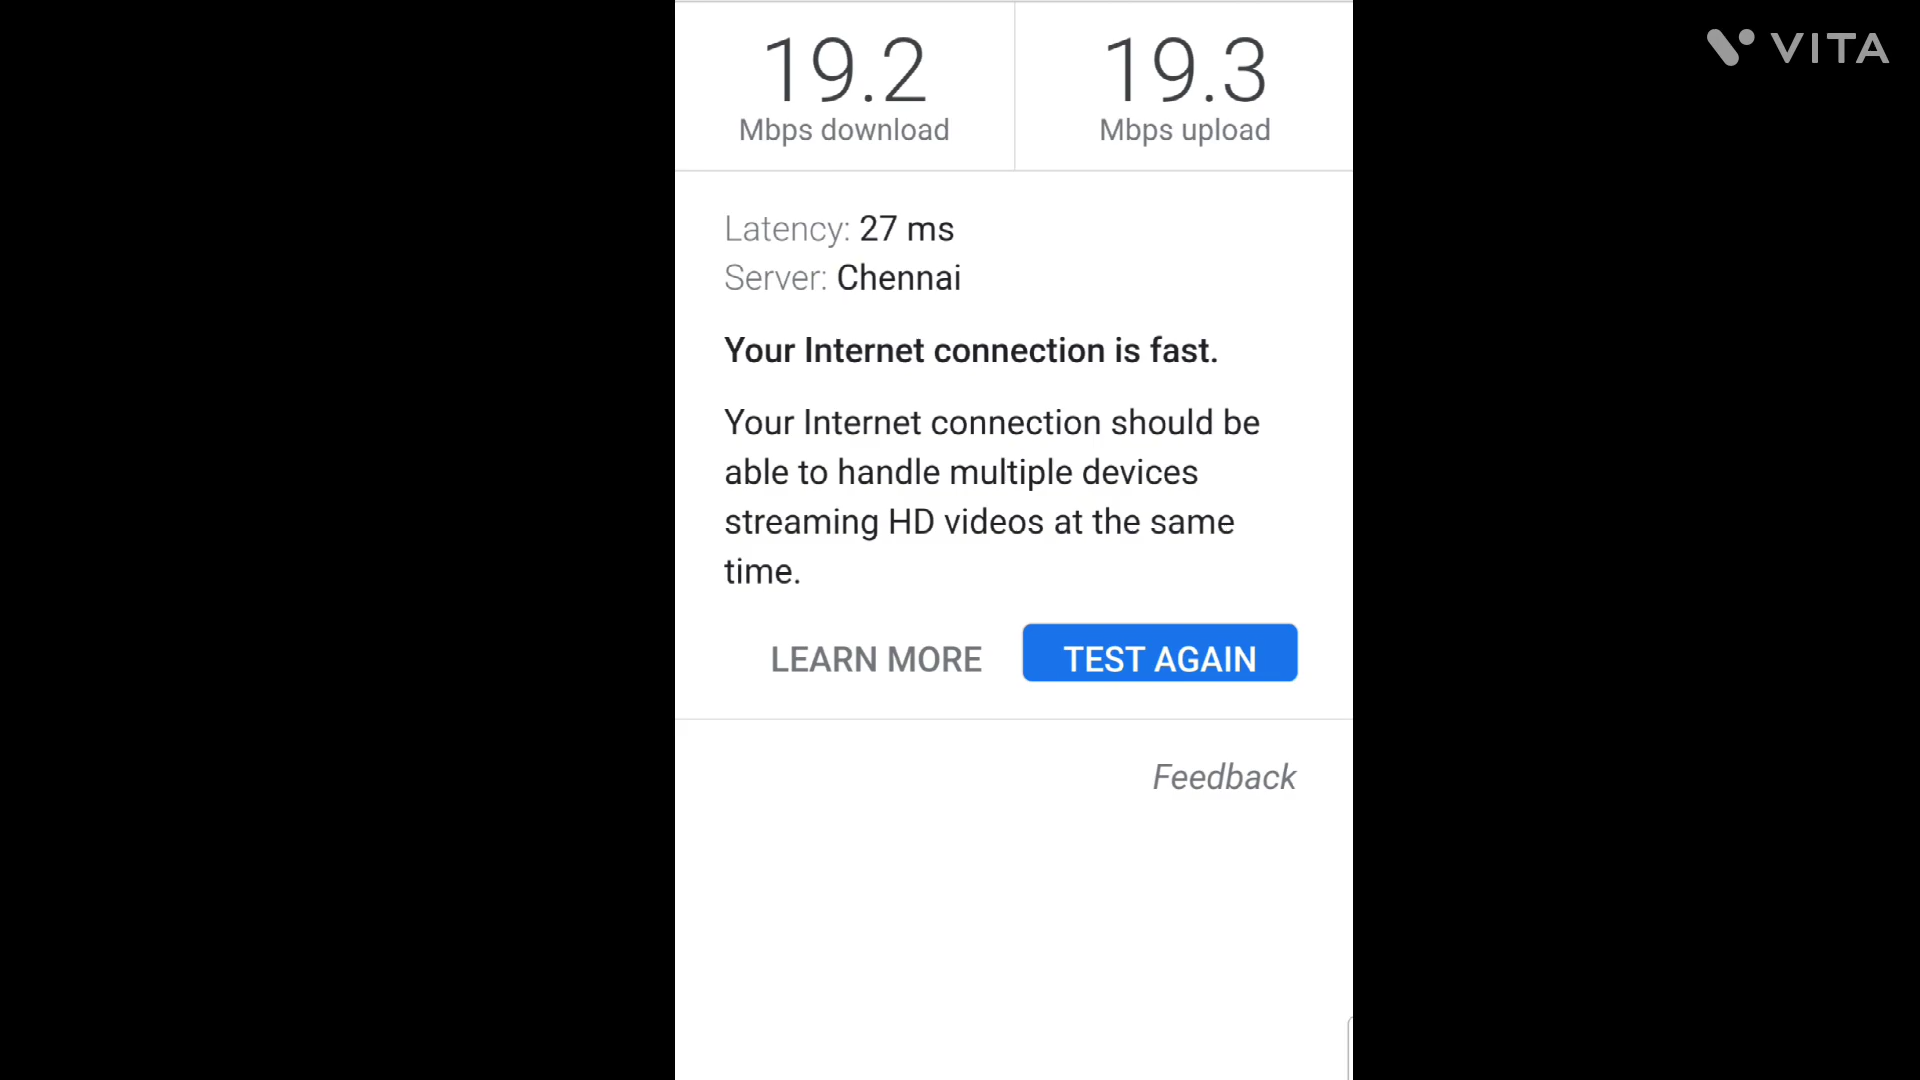 19.2
Mbps download
19.3
Mbps upload
VITA
Latency: 27 ms
Server: Chennai
Your Internet connection is fast.
Your Internet connection should be
able to handle multiple devices
streaming HD videos at the same
time.
LEARN MORE
TEST AGAIN
Feedback